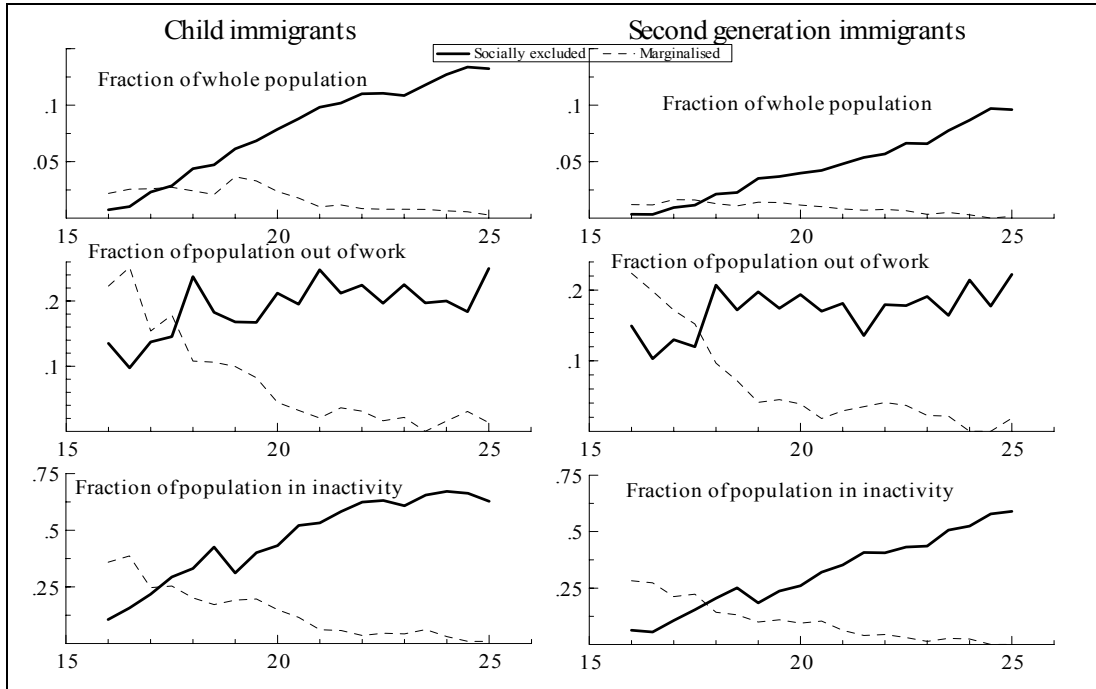 Child immigrants
Second generation immigrants
Socially excluded Marginalised
Fraction of whole population
.1
.05
15 20 25
Fraction of whole population
.1
.05
15 20 25
Fraction of population out of work
.2
.1
15 20 25
Fraction of population out of work
.2
.1
15 20 25
.75
Fraction of population in inactivity
.5
.25
15 20 25
.75
Fraction of population in inactivity
.5
.25
15 20 25